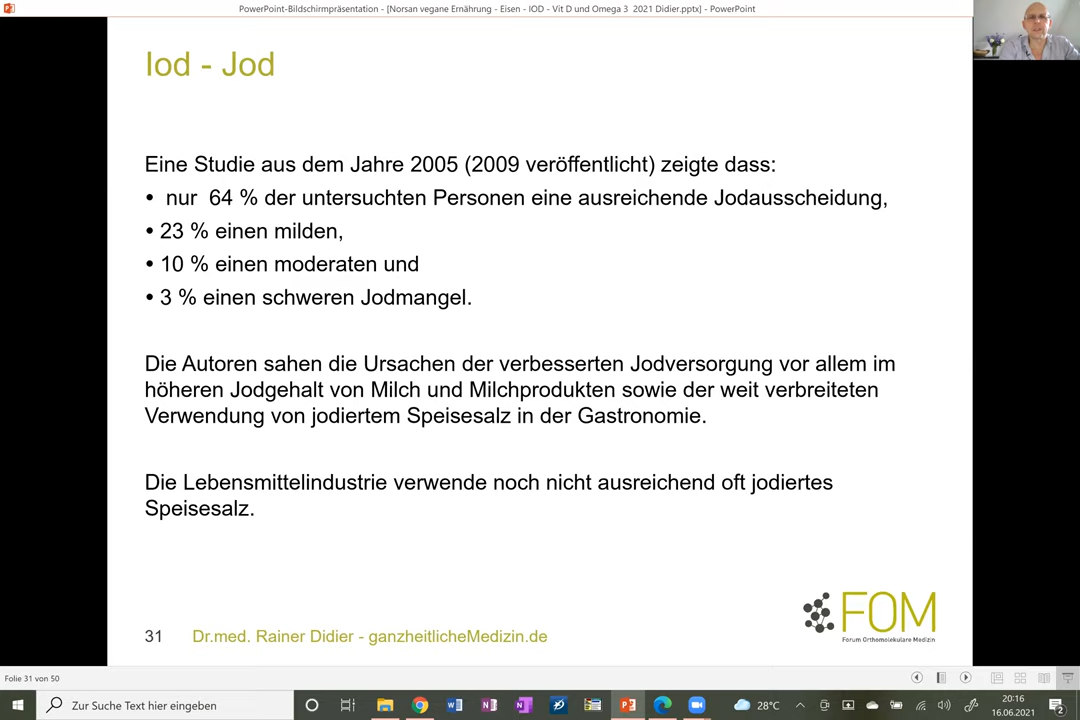 PowerPoint-Bildschirmpräsentation - [Norsan vegane Ernährung - Eisen - IOD - Vit D und Omega 3 2021 Didier.pptx] - PowerPoint
Iod - Jod
Eine Studie aus dem Jahre 2005 (2009 veröffentlicht) zeigte dass:
• nur 64 % der untersuchten Personen eine ausreichende Jodausscheidung,
• 23 % einen milden,
• 10 % einen moderaten und
• 3 % einen schweren Jodmangel.
Die Autoren sahen die Ursachen der verbesserten Jodversorgung vor allem im
höheren Jodgehalt von Milch und Milchprodukten sowie der weit verbreiteten
Verwendung von jodiertem Speisesalz in der Gastronomie.
Die Lebensmittelindustrie verwende noch nicht ausreichend oft jodiertes
Speisesalz.
FOM
Forum Orthomolekulare Medizin
31 Dr.med. Rainer Didier - ganzheitlicheMedizin.de
Folie 31 von 50
Zur Suche Text hier eingeben
28°C
20:16
16.06.2021
2